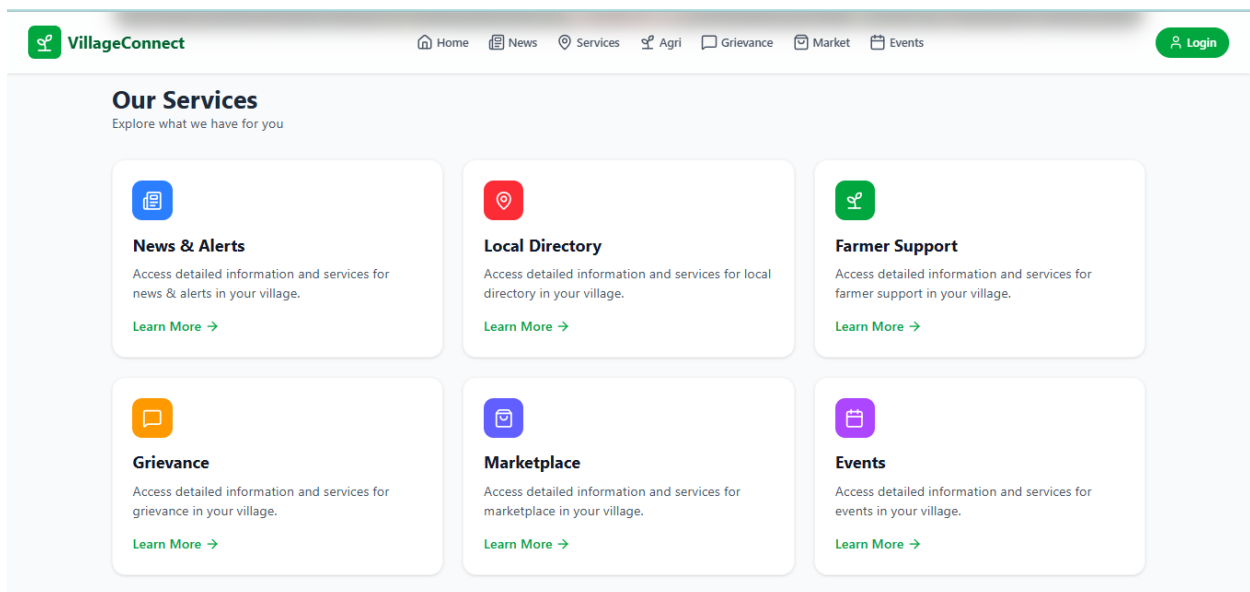 VillageConnect
Home
News
Services
Agri
Grievance
Market
Events
Login
Our Services
Explore what we have for you
News & Alerts
Access detailed information and services for
news & alerts in your village.
Learn More →
Local Directory
Access detailed information and services for local
directory in your village.
Learn More →
Farmer Support
Access detailed information and services for
farmer support in your village.
Learn More →
Grievance
Access detailed information and services for
grievance in your village.
Learn More →
Marketplace
Access detailed information and services for
marketplace in your village.
Learn More →
Events
Access detailed information and services for
events in your village.
Learn More →